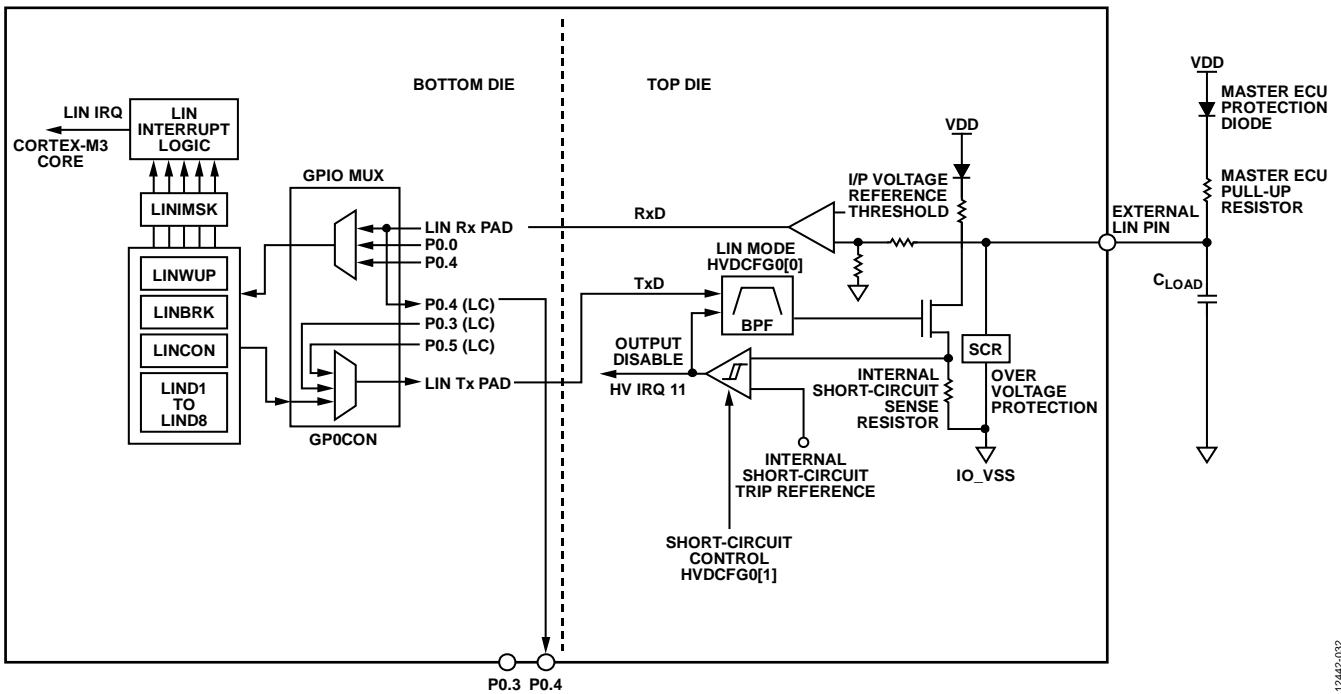 BOTTOM DIE
TOP DIE
LIN IRQ
CORTEX-M3
CORE
LIN
INTERRUPT
LOGIC
LINIMSK
LINWUP
LINBRK
LINCON
LIND1
TO
LIND8
GPIO MUX
LIN Rx PAD
P0.0
P0.4
P0.4 (LC)
P0.3 (LC)
P0.5 (LC)
LIN Tx PAD
GP0CON
RxD
TxD
I/P VOLTAGE
REFERENCE
THRESHOLD
VDD
LIN MODE
HVDCFG0[0]
BPF
OUTPUT
DISABLE
HV IRQ 11
INTERNAL
SHORT-CIRCUIT
SENSE
RESISTOR
SCR
OVER
VOLTAGE
PROTECTION
IO_VSS
INTERNAL
SHORT-CIRCUIT
TRIP REFERENCE
SHORT-CIRCUIT
CONTROL
HVDCFG0[1]
VDD
MASTER ECU
PROTECTION
DIODE
MASTER ECU
PULL-UP
RESISTOR
EXTERNAL
LIN PIN
CLOAD
P0.3 P0.4
12442-032